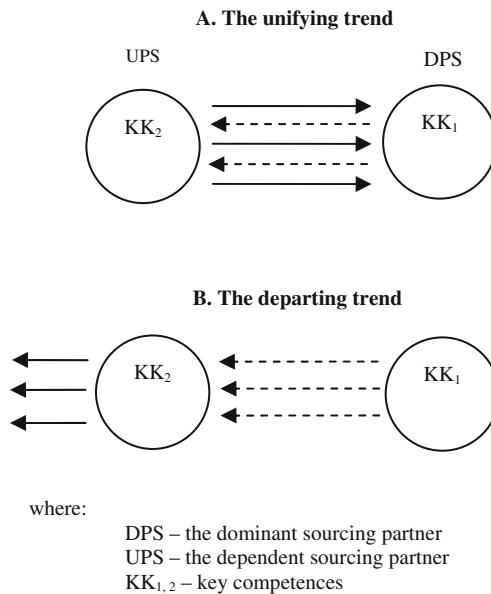 A. The unifying trend
UPS DPS
KK₂ KK₁
B. The departing trend
KK₂ KK₁
where:
DPS – the dominant sourcing partner
UPS – the dependent sourcing partner
KK₁, ₂ – key competences